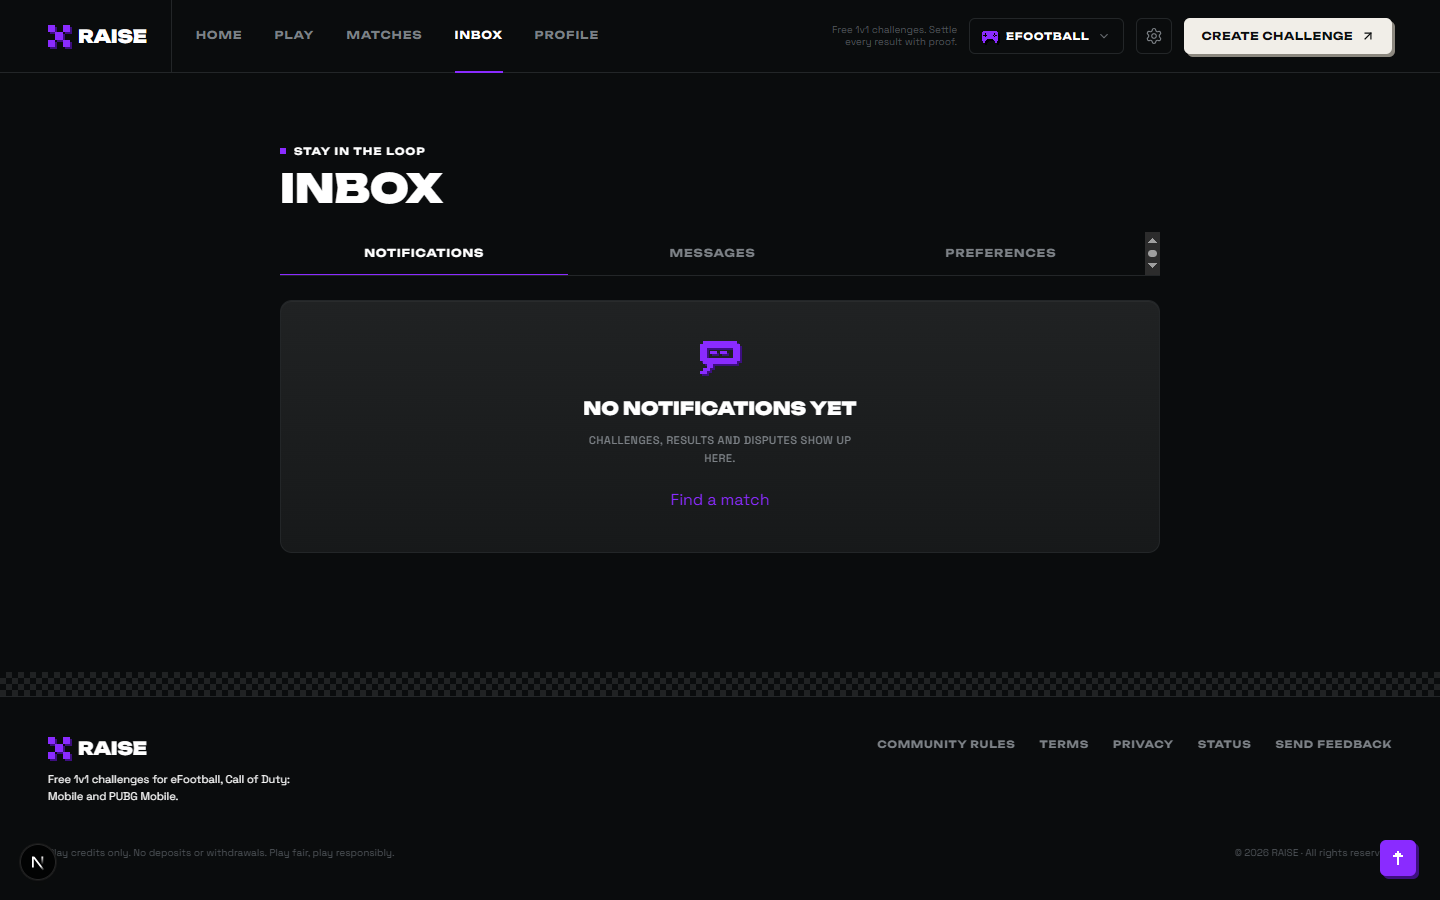 RAISE
HOME
PLAY
MATCHES
INBOX
PROFILE
Free 1v1 challenges. Settle
every result with proof.
EFOOTBALL
CREATE CHALLENGE
STAY IN THE LOOP
INBOX
NOTIFICATIONS
MESSAGES
PREFERENCES
NO NOTIFICATIONS YET
CHALLENGES, RESULTS AND DISPUTES SHOW UP
HERE.
Find a match
RAISE
COMMUNITY RULES
TERMS
PRIVACY
STATUS
SEND FEEDBACK
Free 1v1 challenges for eFootball, Call of Duty:
Mobile and PUBG Mobile.
N
lay credits only. No deposits or withdrawals. Play fair, play responsibly.
© 2026 RAISE · All rights reserv